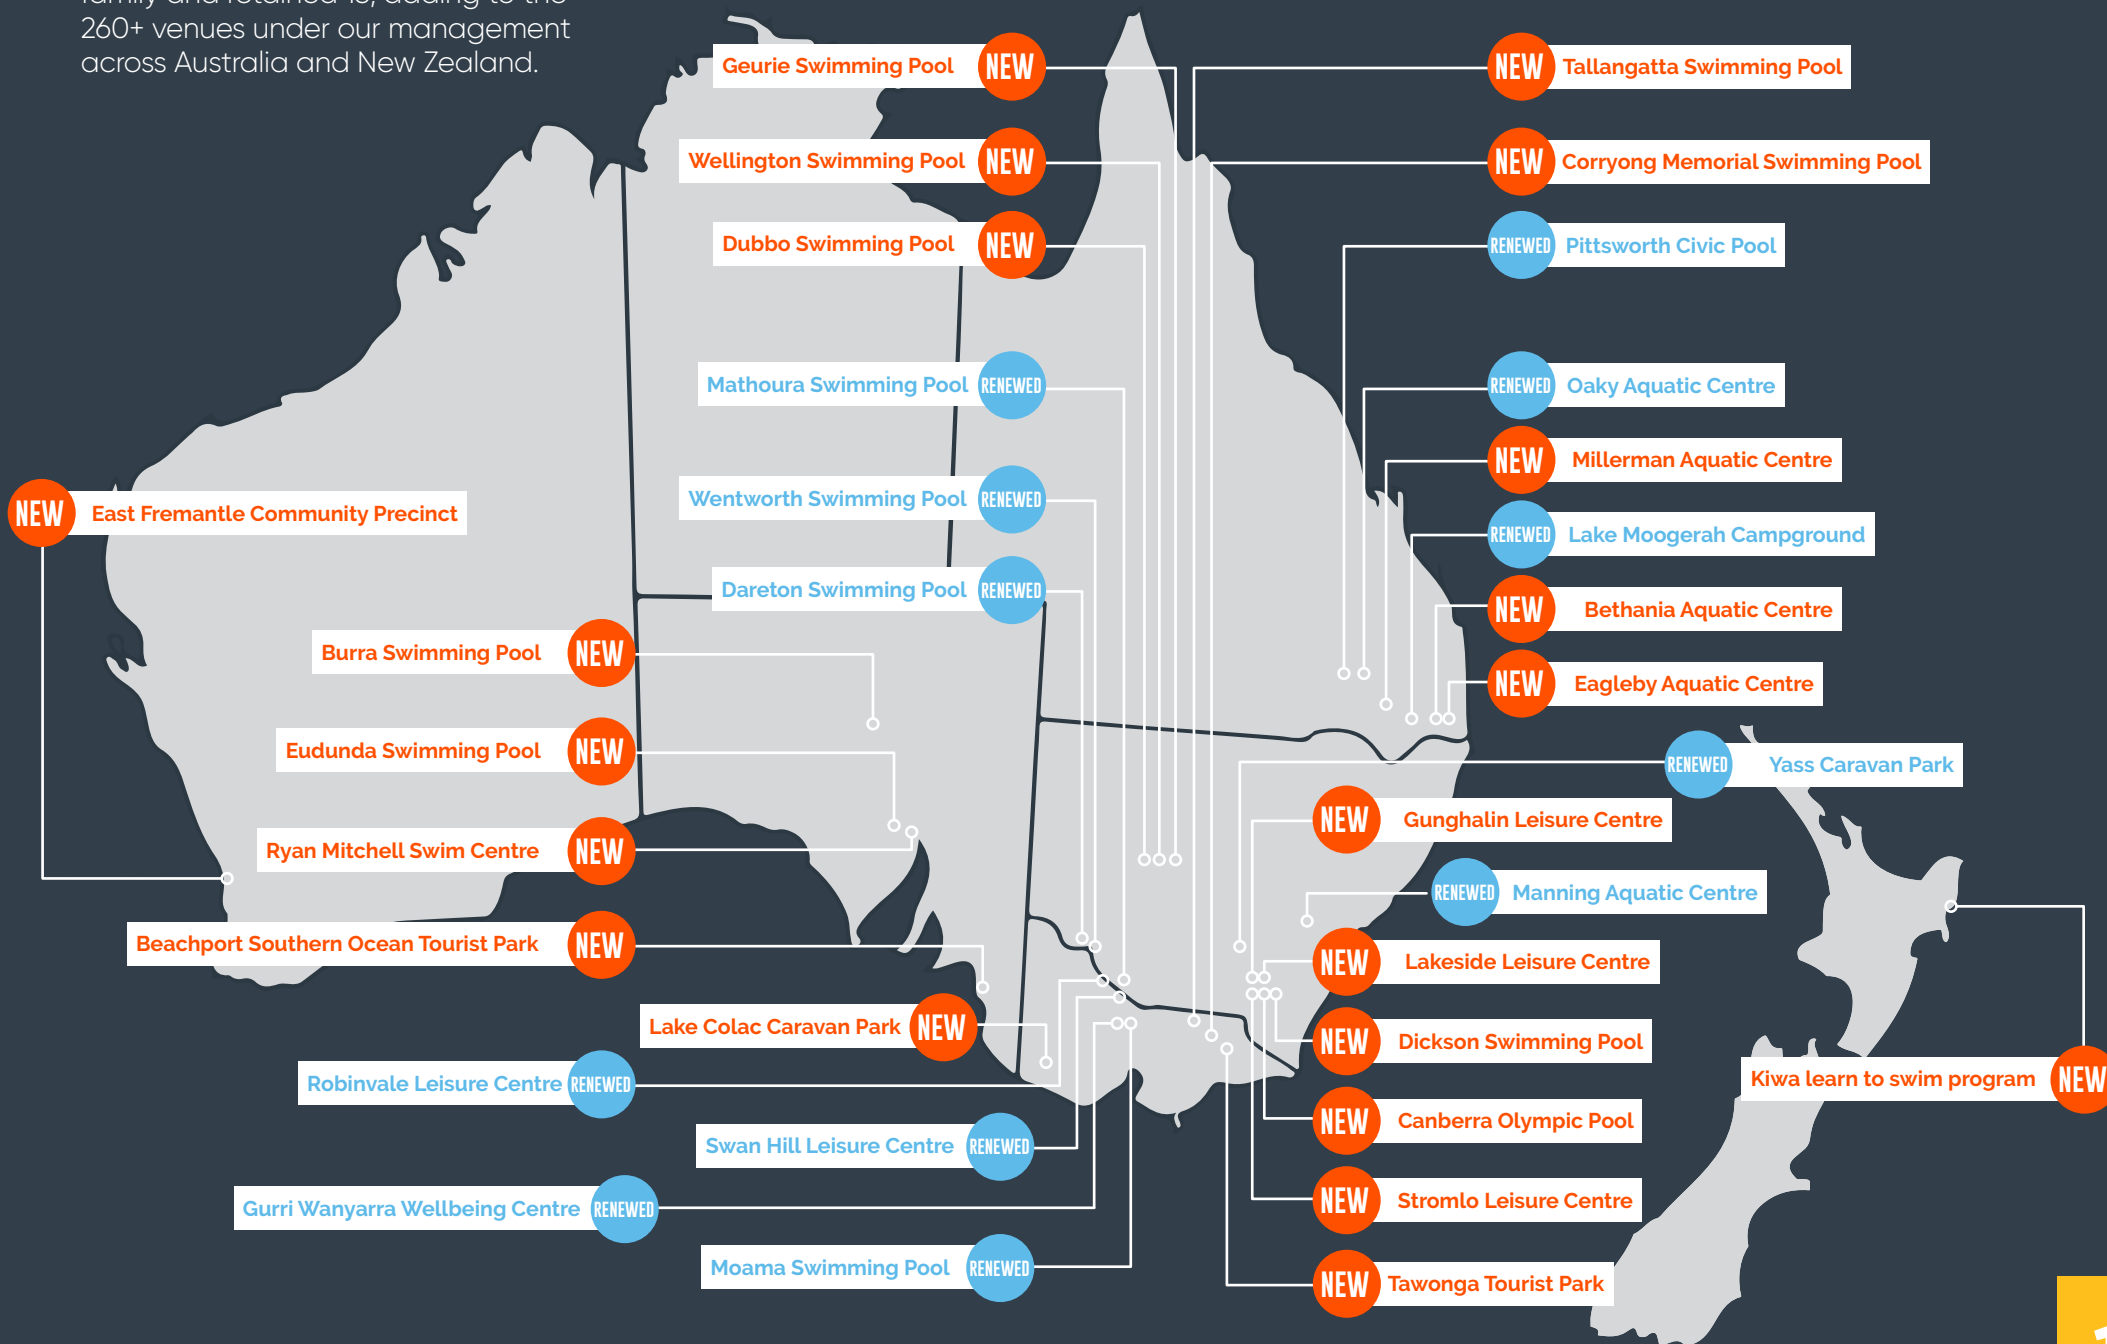 family and retained 13, adding to the
260+ venues under our management
across Australia and New Zealand.
Geurie Swimming Pool NEW
NEW Tallangatta Swimming Pool
Wellington Swimming Pool NEW
NEW Corryong Memorial Swimming Pool
Dubbo Swimming Pool NEW
RENEWED Pittsworth Civic Pool
Mathoura Swimming Pool RENEWED
RENEWED Oaky Aquatic Centre
NEW Millerman Aquatic Centre
Wentworth Swimming Pool RENEWED
NEW East Fremantle Community Precinct
RENEWED Lake Moogerah Campground
Dareton Swimming Pool RENEWED
NEW Bethania Aquatic Centre
Burra Swimming Pool NEW
NEW Eagleby Aquatic Centre
Eudunda Swimming Pool NEW
RENEWED Yass Caravan Park
NEW Gunghalin Leisure Centre
Ryan Mitchell Swim Centre NEW
RENEWED Manning Aquatic Centre
Beachport Southern Ocean Tourist Park NEW
NEW Lakeside Leisure Centre
Lake Colac Caravan Park NEW
NEW Dickson Swimming Pool
Robinvale Leisure Centre RENEWED
Kiwa learn to swim program NEW
NEW Canberra Olympic Pool
Swan Hill Leisure Centre RENEWED
NEW Stromlo Leisure Centre
Gurri Wanyarra Wellbeing Centre RENEWED
Moama Swimming Pool RENEWED
NEW Tawonga Tourist Park